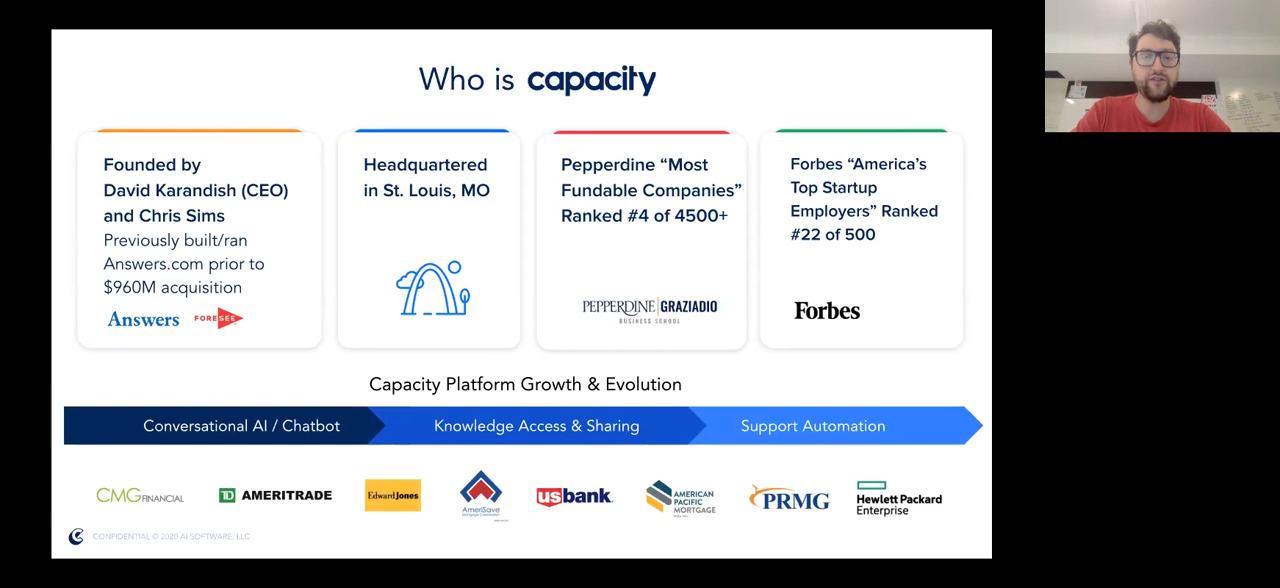 Who is capacity
Founded by
David Karandish (CEO)
and Chris Sims
Previously built/ran
Answers.com prior to
$960M acquisition
Answers FORESEE
Headquartered
in St. Louis, MO
Pepperdine “Most
Fundable Companies”
Ranked #4 of 4500+
PEPPERDINE GRAZIADIO
BUSINESS SCHOOL
Forbes “America’s
Top Startup
Employers” Ranked
#22 of 500
Forbes
Capacity Platform Growth & Evolution
Conversational AI / Chatbot
Knowledge Access & Sharing
Support Automation
CMG FINANCIAL
TD AMERITRADE
Edward Jones
AmeriSave
Mortgage Corporation
usbank
AMERICAN
PACIFIC
MORTGAGE
PRMG
Hewlett Packard
Enterprise
CONFIDENTIAL © 2020 AI SOFTWARE, LLC